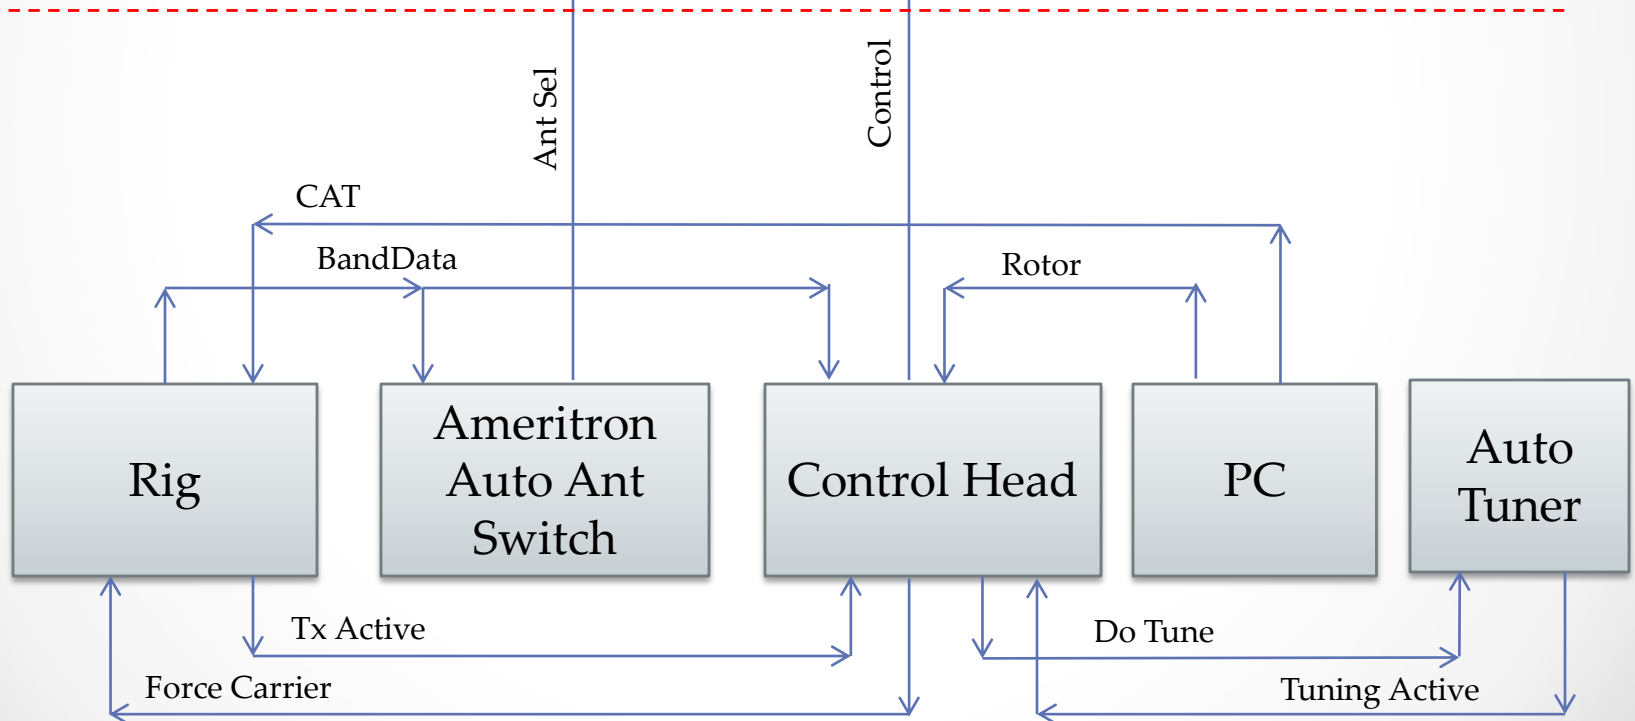 Ant Sel
Control
CAT
BandData
Rotor
Rig
Ameritron
Auto Ant
Switch
Control Head
PC
Auto
Tuner
Tx Active
Do Tune
Force Carrier
Tuning Active